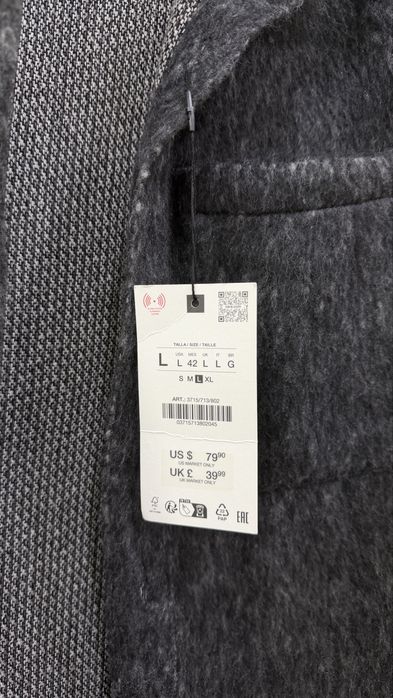 TALLA / SIZE / TAILLE
USA MEX UK IT BR
L L 42 L L G
S M L XL
ART.: 3715/713/802
03715713802045
US $ 79.90
US MARKET ONLY
UK £ 39.99
UK MARKET ONLY
PAP